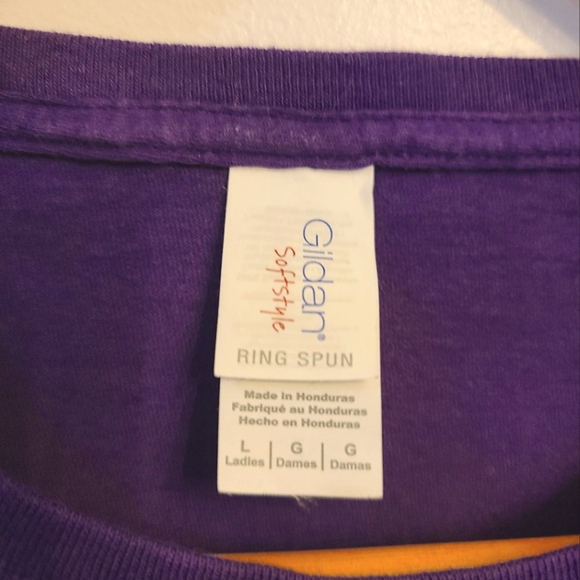 Gildan®
Softstyle
RING SPUN
Made in Honduras
Fabriqué au Honduras
Hecho en Honduras
L | G | G
Ladies | Dames | Damas